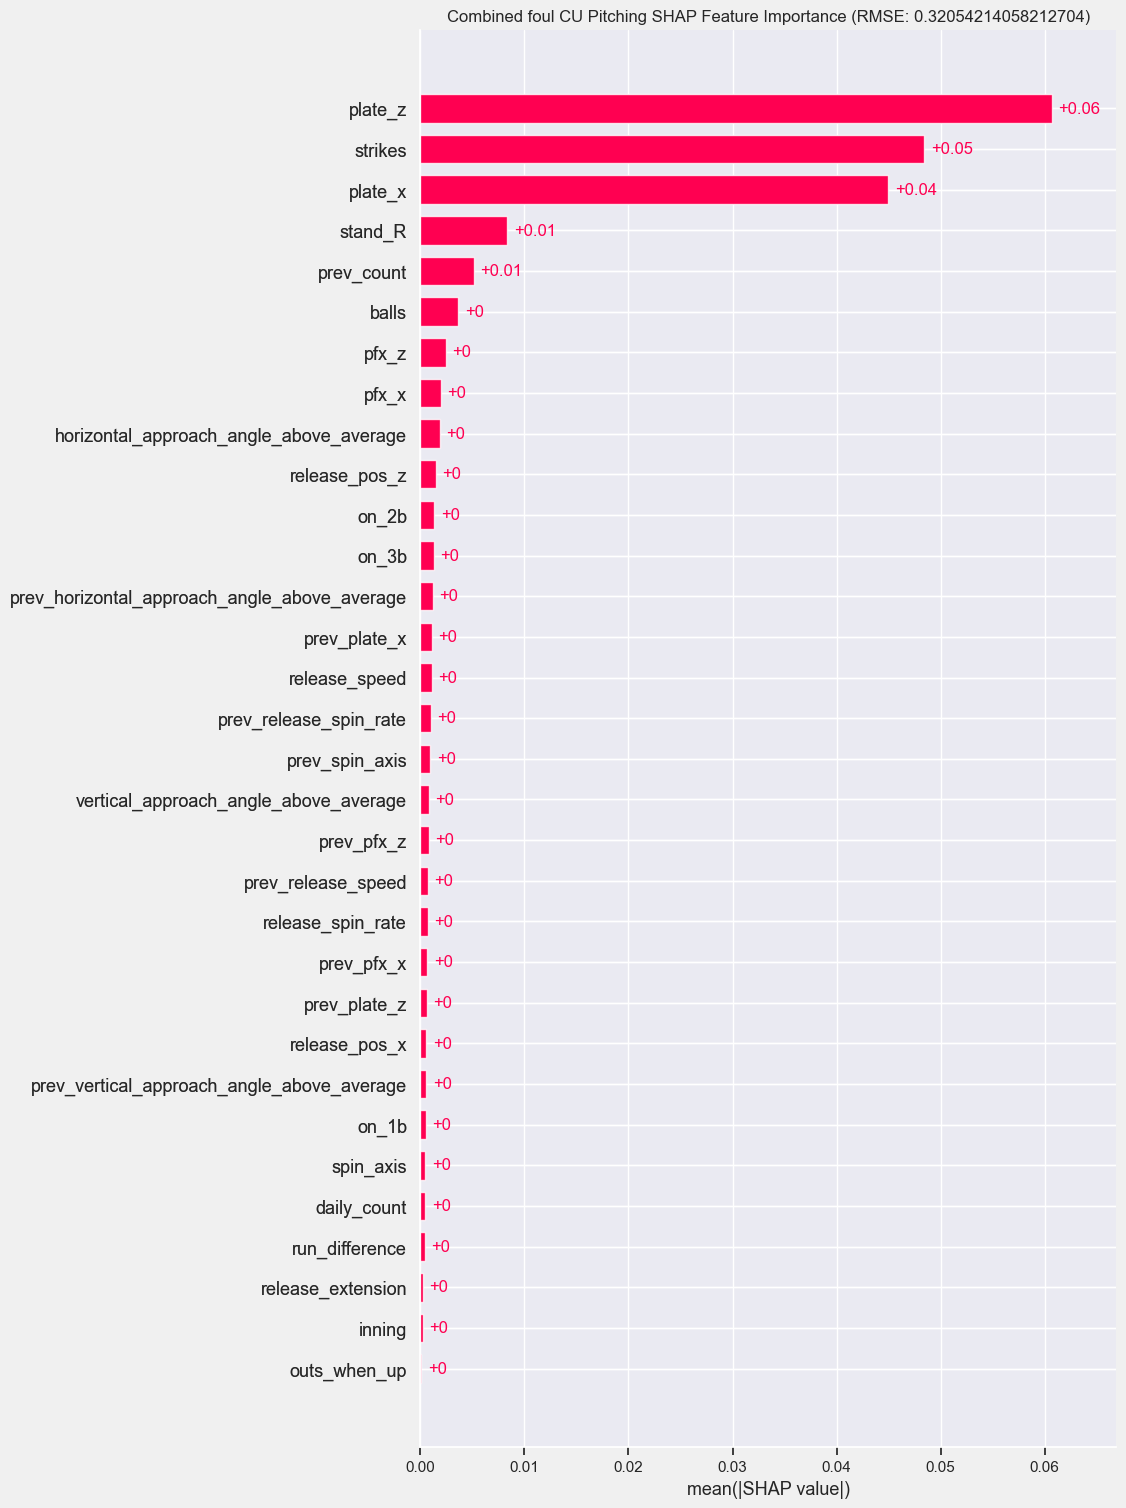 Combined foul CU Pitching SHAP Feature Importance (RMSE: 0.32054214058212704)
plate_z +0.06
strikes +0.05
plate_x +0.04
stand_R +0.01
prev_count +0.01
balls +0
pfx_z +0
pfx_x +0
horizontal_approach_angle_above_average +0
release_pos_z +0
on_2b +0
on_3b +0
prev_horizontal_approach_angle_above_average +0
prev_plate_x +0
release_speed +0
prev_release_spin_rate +0
prev_spin_axis +0
vertical_approach_angle_above_average +0
prev_pfx_z +0
prev_release_speed +0
release_spin_rate +0
prev_pfx_x +0
prev_plate_z +0
release_pos_x +0
prev_vertical_approach_angle_above_average +0
on_1b +0
spin_axis +0
daily_count +0
run_difference +0
release_extension +0
inning +0
outs_when_up +0
0.00 0.01 0.02 0.03 0.04 0.05 0.06
mean(|SHAP value|)